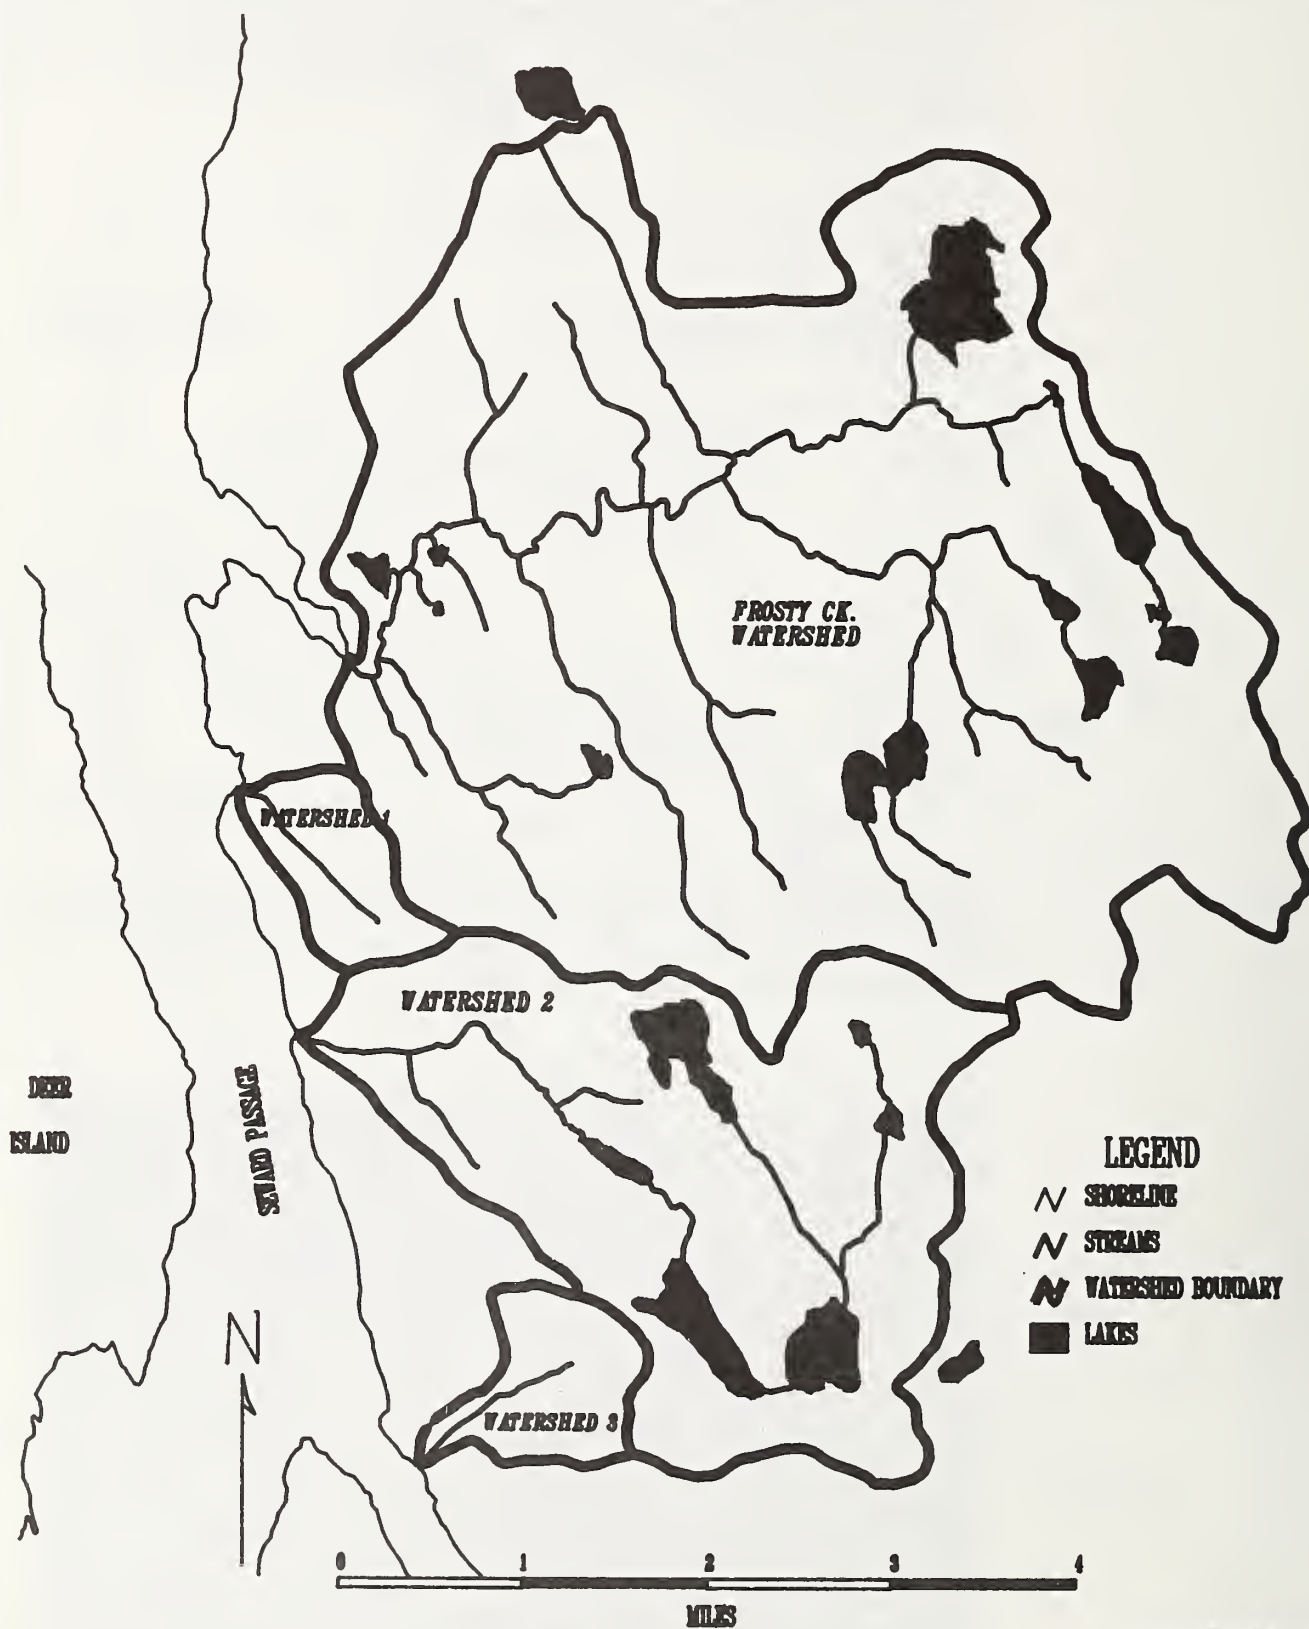 FROSTY CK.
WATERSHED
WATERSHED 1
WATERSHED 2
DEER
ISLAND
SEWARD PASSAGE
LEGEND
SHORELINE
STREAMS
WATERSHED BOUNDARY
LAKES
N
WATERSHED 3
0 1 2 3 4
MILES